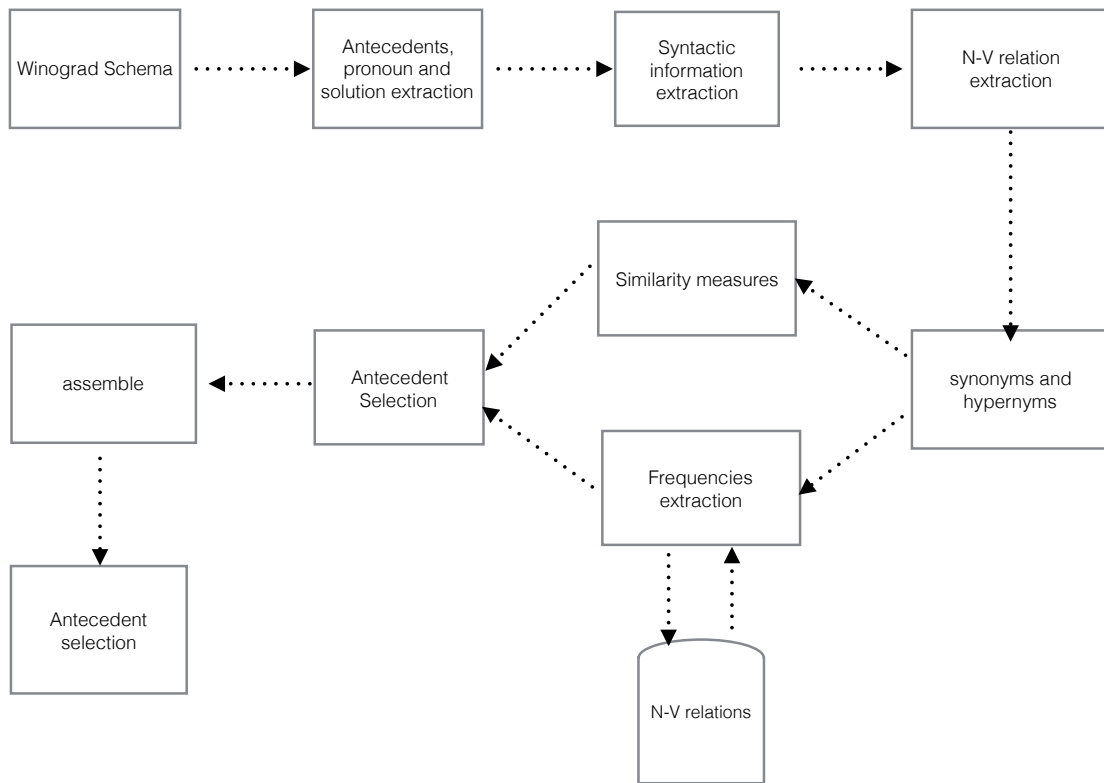 Winograd Schema
Antecedents,
pronoun and
solution extraction
Syntactic
information
extraction
N-V relation
extraction
Similarity measures
synonyms and
hypernyms
Antecedent
Selection
assemble
Frequencies
extraction
Antecedent
selection
N-V relations